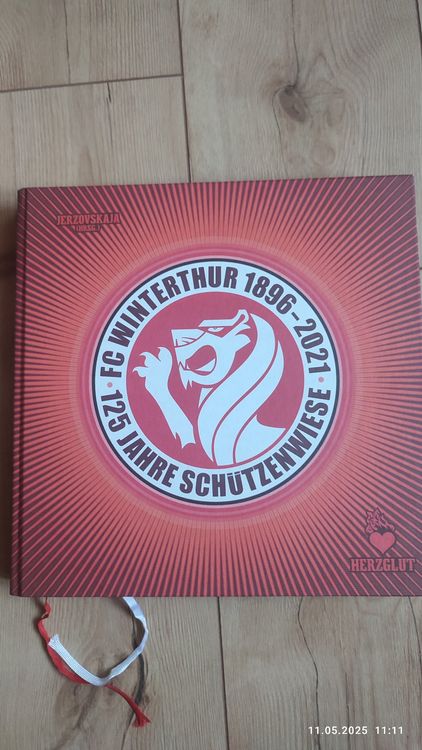 JERZOVSKAJA
(HRSG.)
FC WINTERTHUR 1896-2021
125 JAHRE SCHÜTZENWIESE
HERZGLUT
11.05.2025 11:11